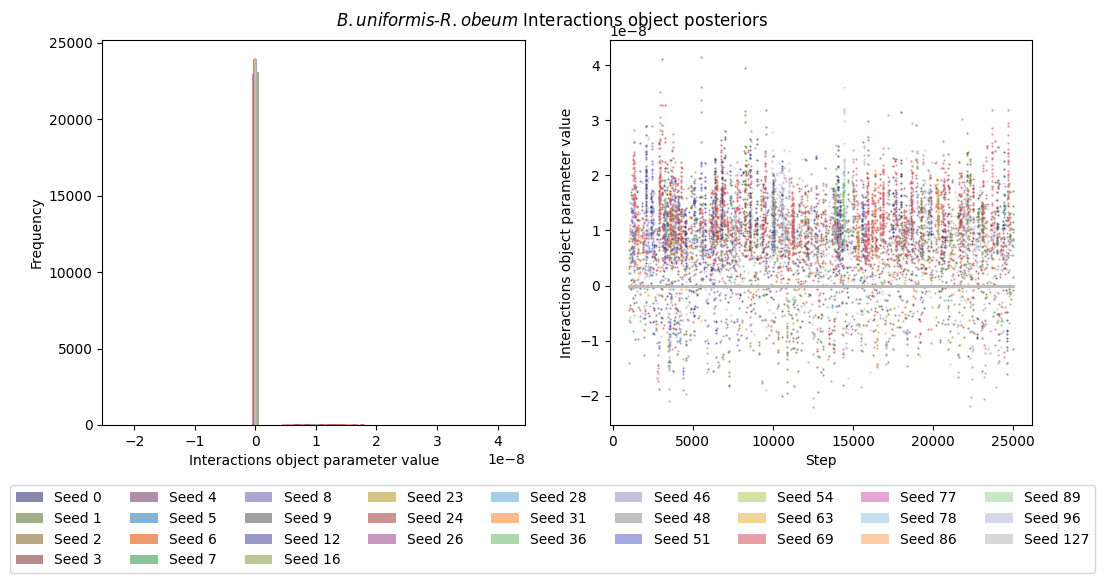 B.uniformis-R.obeum Interactions object posteriors
25000
20000
15000
10000
5000
0
Frequency
−2
−1
0
1
2
3
4
1e−8
Interactions object parameter value
1e−8
4
3
2
1
0
−1
−2
Interactions object parameter value
0
5000
10000
15000
20000
25000
Step
Seed 0 Seed 4 Seed 8 Seed 23 Seed 28 Seed 46 Seed 54 Seed 77 Seed 89
Seed 1 Seed 5 Seed 9 Seed 24 Seed 31 Seed 48 Seed 63 Seed 78 Seed 96
Seed 2 Seed 6 Seed 12 Seed 26 Seed 36 Seed 51 Seed 69 Seed 86 Seed 127
Seed 3 Seed 7 Seed 16